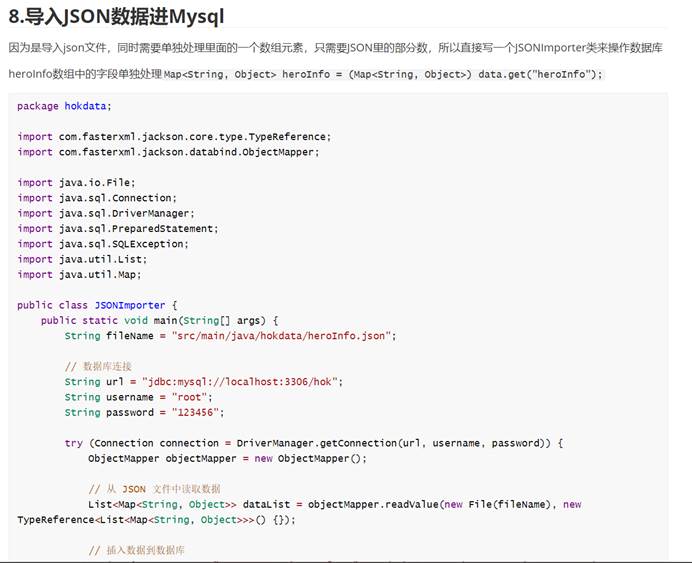 8.导入JSON数据进Mysql
因为是导入json文件，同时需要单独处理里面的一个数组元素，只需要JSON里的部分数，所以直接写一个JSONImporter类来操作数据库
heroInfo数组中的字段单独处理 Map<String, Object> heroInfo = (Map<String, Object>) data.get("heroInfo");
package hokdata;
import com.fasterxml.jackson.core.type.TypeReference;
import com.fasterxml.jackson.databind.ObjectMapper;
import java.io.File;
import java.sql.Connection;
import java.sql.DriverManager;
import java.sql.PreparedStatement;
import java.sql.SQLException;
import java.util.List;
import java.util.Map;
public class JSONImporter {
    public static void main(String[] args) {
        String fileName = "src/main/java/hokdata/heroInfo.json";
        // 数据库连接
        String url = "jdbc:mysql://localhost:3306/hok";
        String username = "root";
        String password = "123456";
        try (Connection connection = DriverManager.getConnection(url, username, password)) {
            ObjectMapper objectMapper = new ObjectMapper();
            // 从 JSON 文件中读取数据
            List<Map<String, Object>> dataList = objectMapper.readValue(new File(fileName), new
TypeReference<List<Map<String, Object>>>() {});
            // 插入数据到数据库